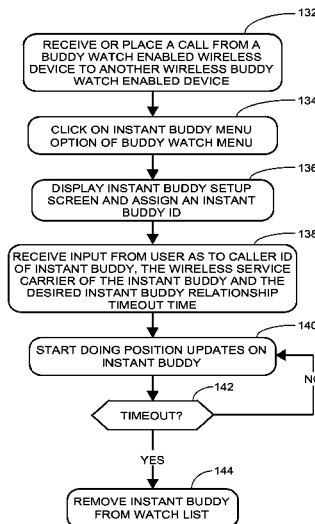 132
RECEIVE OR PLACE A CALL FROM A
BUDDY WATCH ENABLED WIRELESS
DEVICE TO ANOTHER WIRELESS BUDDY
WATCH ENABLED DEVICE
134
CLICK ON INSTANT BUDDY MENU
OPTION OF BUDDY WATCH MENU
136
DISPLAY INSTANT BUDDY SETUP
SCREEN AND ASSIGN AN INSTANT
BUDDY ID
138
RECEIVE INPUT FROM USER AS TO CALLER ID
OF INSTANT BUDDY, THE WIRELESS SERVICE
CARRIER OF THE INSTANT BUDDY AND THE
DESIRED INSTANT BUDDY RELATIONSHIP
TIMEOUT TIME
140
START DOING POSITION UPDATES ON
INSTANT BUDDY
142
TIMEOUT?
NO
YES
144
REMOVE INSTANT BUDDY
FROM WATCH LIST